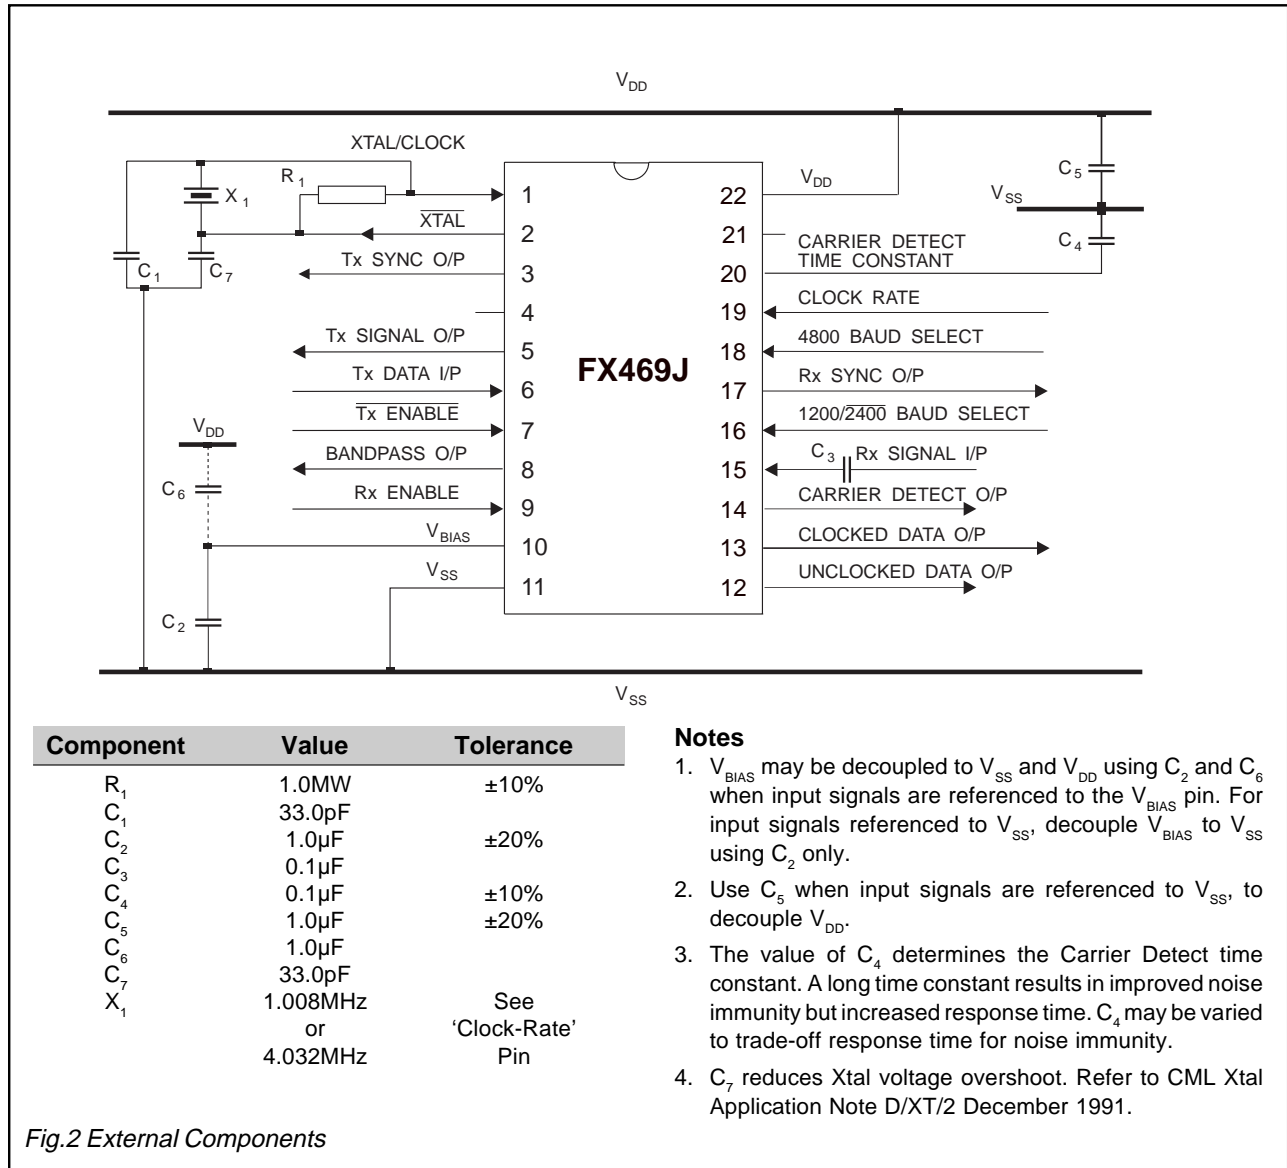 V_DD
XTAL/CLOCK
R_1
X_1
C_1
C_7
XTAL
Tx SYNC O/P
Tx SIGNAL O/P
Tx DATA I/P
Tx ENABLE
BANDPASS O/P
Rx ENABLE
V_BIAS
V_SS
V_DD
C_6
C_2
1
2
3
4
5
6
7
8
9
10
11
FX469J
22
21
20
19
18
17
16
15
14
13
12
V_DD
CARRIER DETECT
TIME CONSTANT
CLOCK RATE
4800 BAUD SELECT
Rx SYNC O/P
1200/2400 BAUD SELECT
C_3 Rx SIGNAL I/P
CARRIER DETECT O/P
CLOCKED DATA O/P
UNCLOCKED DATA O/P
C_5
V_SS
C_4
V_SS
Component Value Tolerance
R_1 1.0MW ±10%
C_1 33.0pF
C_2 1.0µF ±20%
C_3 0.1µF
C_4 0.1µF ±10%
C_5 1.0µF ±20%
C_6 1.0µF
C_7 33.0pF
X_1 1.008MHz See
or ‘Clock-Rate’
4.032MHz Pin
Notes
1. V_BIAS may be decoupled to V_SS and V_DD using C_2 and C_6
when input signals are referenced to the V_BIAS pin. For
input signals referenced to V_SS, decouple V_BIAS to V_SS
using C_2 only.
2. Use C_5 when input signals are referenced to V_SS, to
decouple V_DD.
3. The value of C_4 determines the Carrier Detect time
constant. A long time constant results in improved noise
immunity but increased response time. C_4 may be varied
to trade-off response time for noise immunity.
4. C_7 reduces Xtal voltage overshoot. Refer to CML Xtal
Application Note D/XT/2 December 1991.
Fig.2 External Components